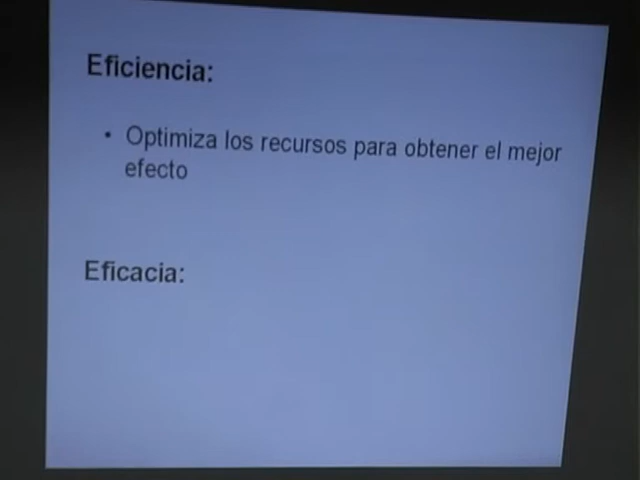 Eficiencia:
• Optimiza los recursos para obtener el mejor
efecto
Eficacia: